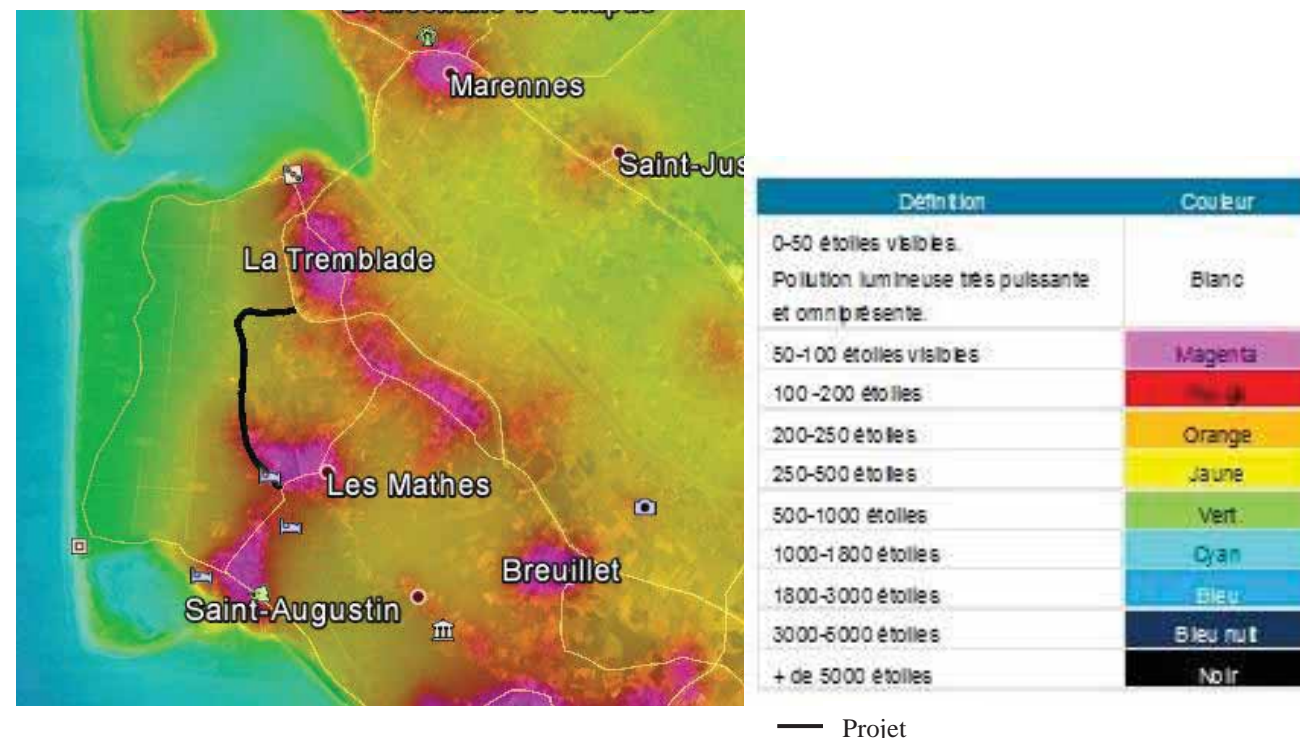 Marennes
Saint-Jus
La Tremblade
Les Mathes
Breuillet
Saint-Augustin
Définition Couleur
0-50 étoiles visibles.
Pollution lumineuse très puissante
et omniprésente.
Blanc
50-100 étoiles visibles Magenta
100-200 étoiles
200-250 étoiles Orange
250-500 étoiles Jaune
500-1000 étoiles Vert
1000-1800 étoiles Cyan
1800-3000 étoiles Bleu
3000-5000 étoiles Bleu nuit
+ de 5000 étoiles Noir
Projet